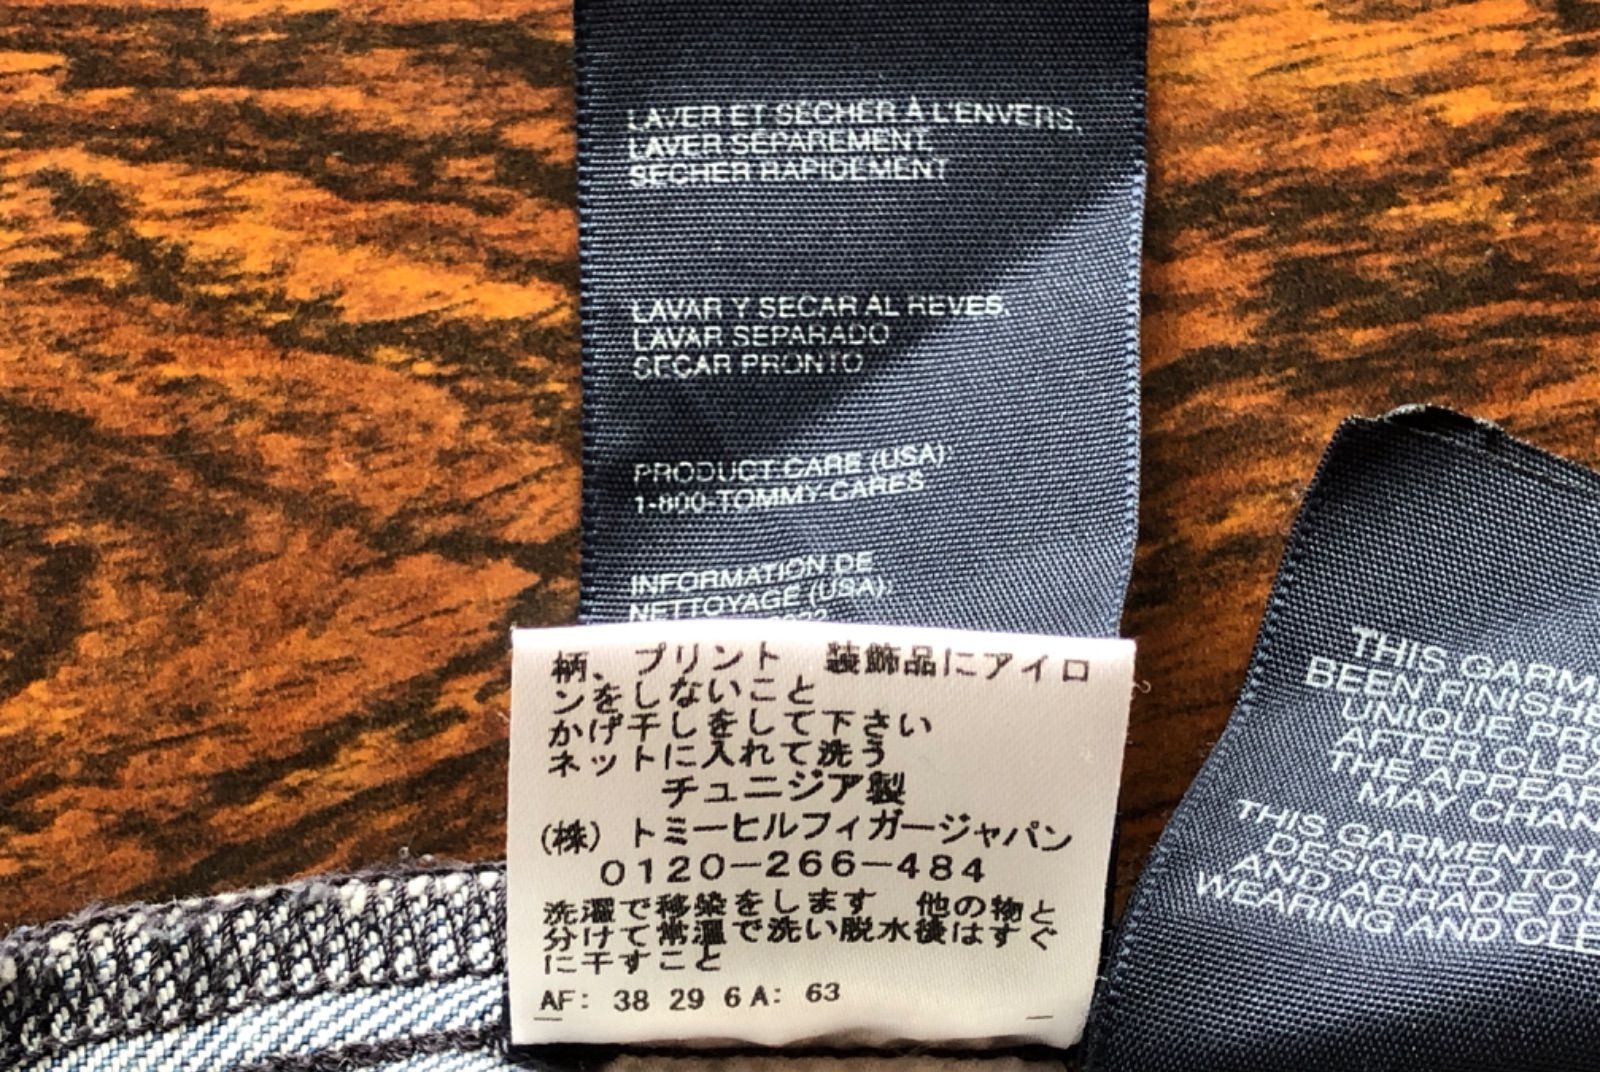 LAVER ET SÉCHER À L'ENVERS,
LAVER SÉPARÉMENT,
SÉCHER RAPIDEMENT
LAVAR Y SECAR AL REVES,
LAVAR SEPARADO
SECAR PRONTO
PRODUCT CARE (USA):
1-800-TOMMY-CARES
INFORMATION DE
NETTOYAGE (USA):
柄、プリント 装飾品にアイロ
ンをしないこと
かげ干しをして下さい
ネットに入れて洗う
チュニジア製
(株) トミーヒルフィガージャパン
0120-266-484
洗濯で移染をします 他の物と
分けて常温で洗い脱水後はすぐ
に干すこと
AF: 38 29 6A: 63
THIS GARM
BEEN FINISHE
UNIQUE PRO
AFTER CLEA
THE APPEAR
MAY CHAN
THIS GARMENT H
DESIGNED TO
AND ABRADE DU
WEARING AND CLE